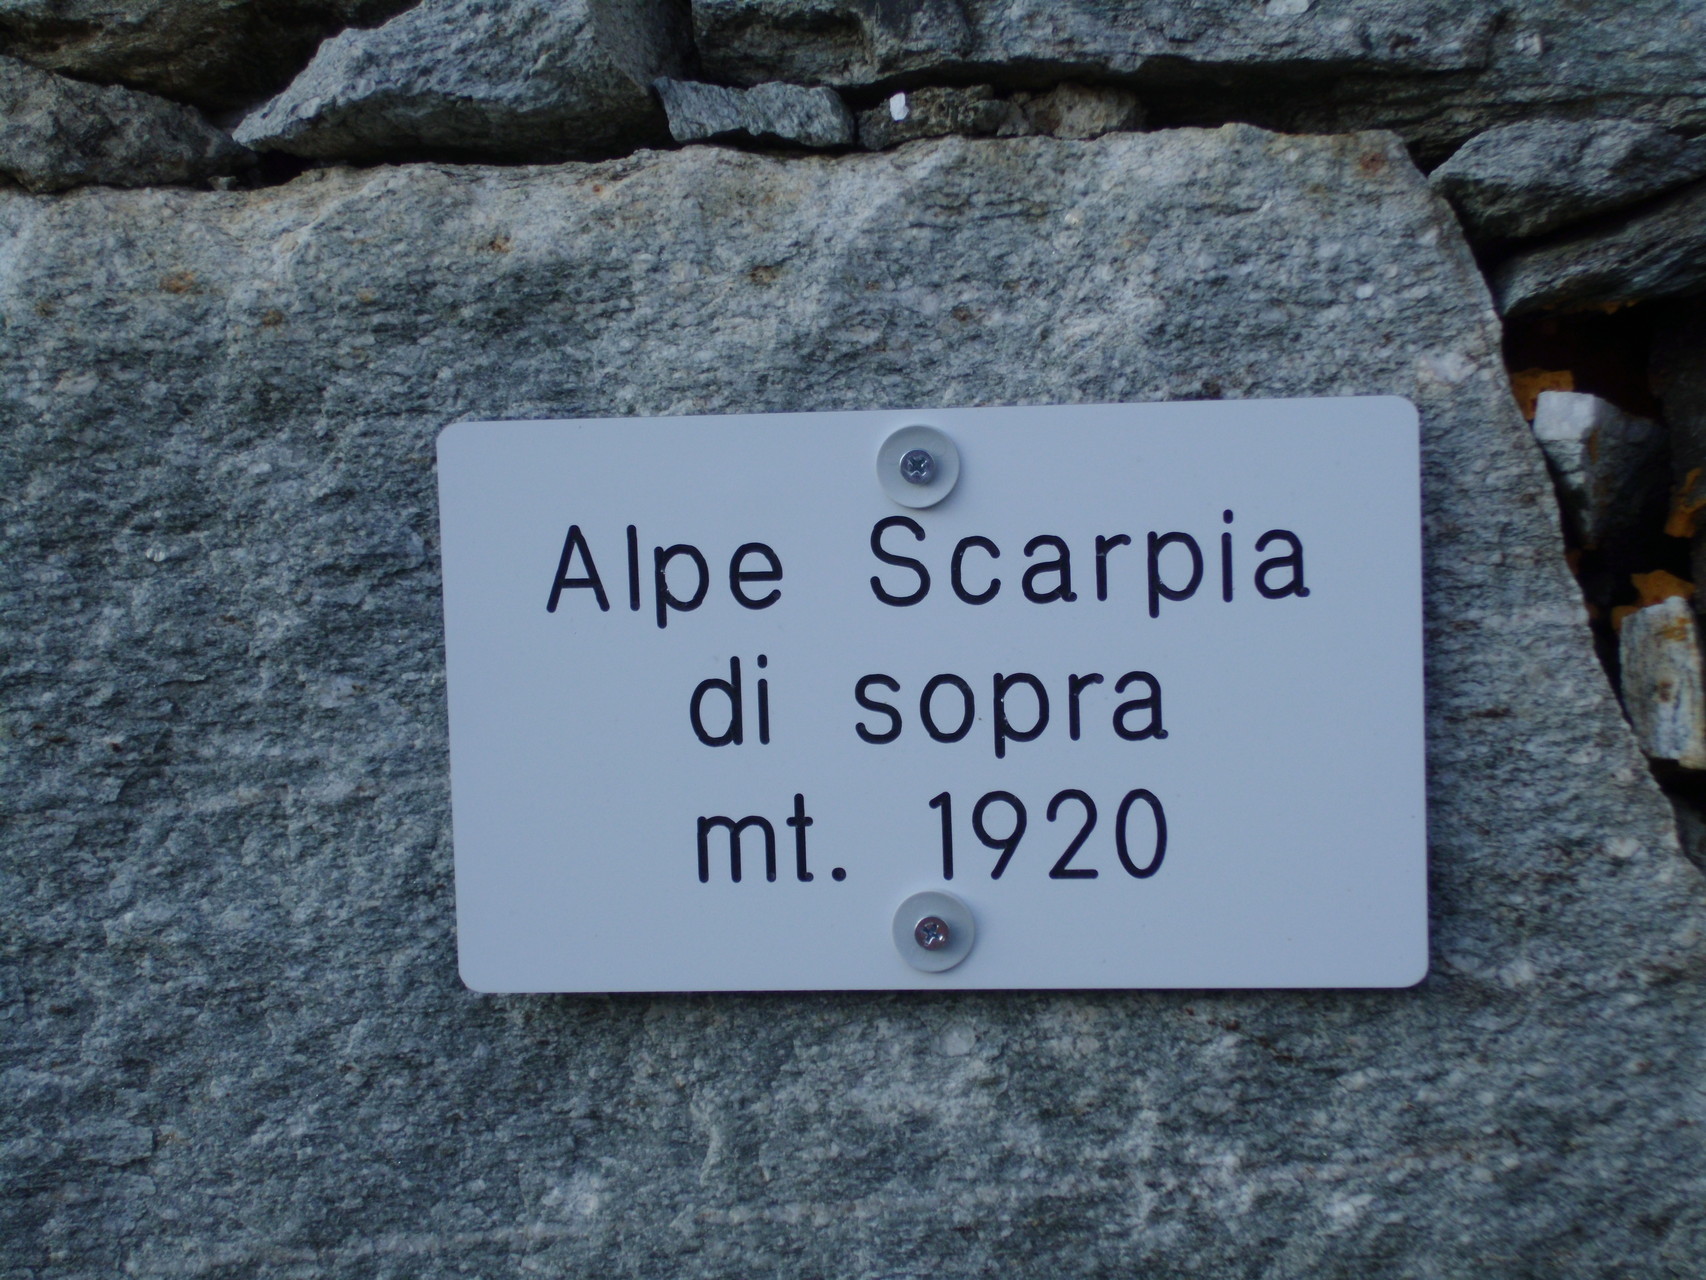 Alpe Scarpia
di sopra
mt. 1920